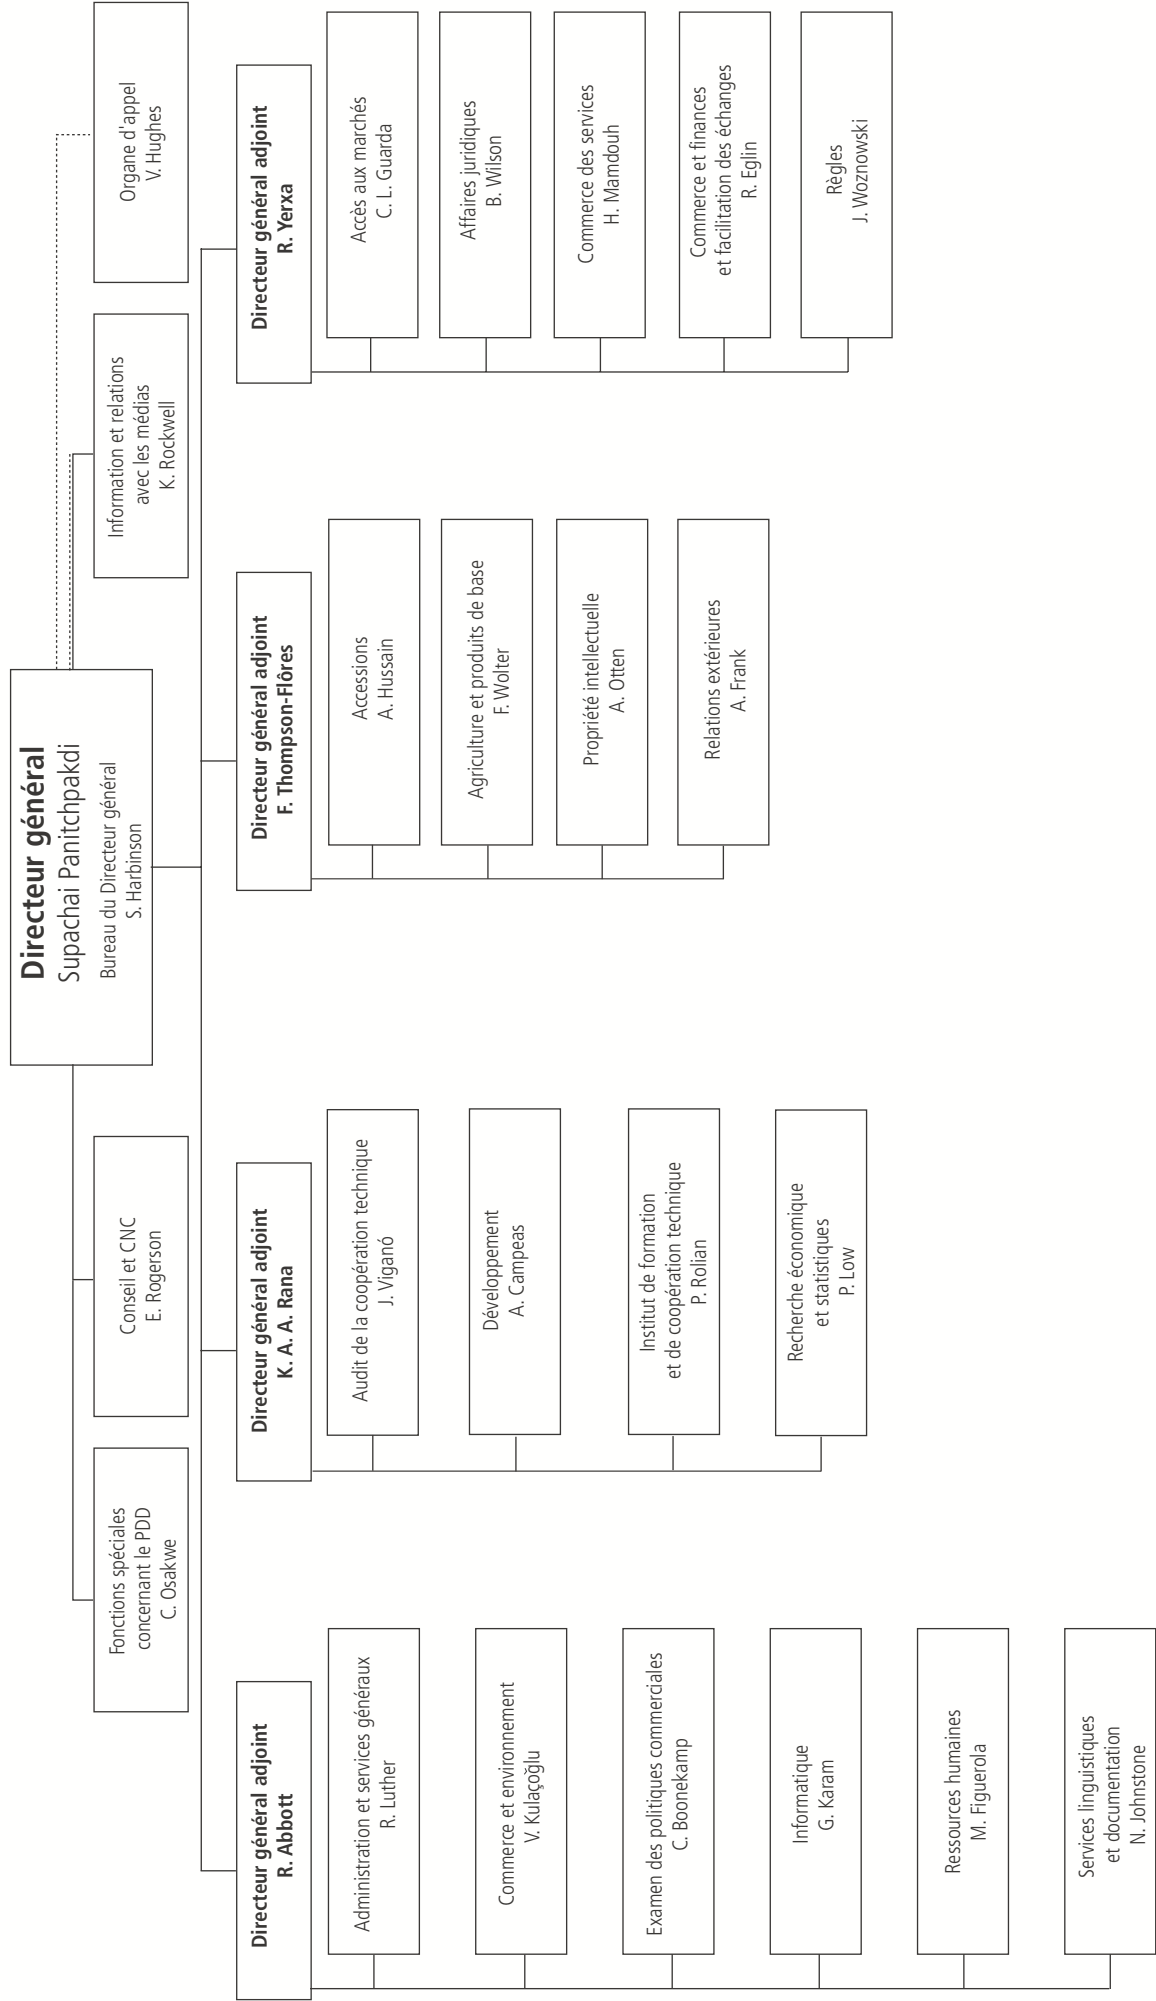 Directeur général
Supachai Panitchpakdi
Bureau du Directeur général
S. Harbinson
Fonctions spéciales
concernant le PDD
C. Osakwe
Conseil et CNC
E. Rogerson
Information et relations
avec les médias
K. Rockwell
Organe d'appel
V. Hughes
Directeur général adjoint
R. Abbott
Administration et services généraux
R. Luther
Commerce et environnement
V. Kulaçoğlu
Examen des politiques commerciales
C. Boonekamp
Informatique
G. Karam
Ressources humaines
M. Figuerola
Services linguistiques
et documentation
N. Johnstone
Directeur général adjoint
K. A. A. Rana
Audit de la coopération technique
J. Viganó
Développement
A. Campeas
Institut de formation
et de coopération technique
P. Rolian
Recherche économique
et statistiques
P. Low
Directeur général adjoint
F. Thompson-Flôres
Accessions
A. Hussain
Agriculture et produits de base
F. Wolter
Propriété intellectuelle
A. Otten
Relations extérieures
A. Frank
Directeur général adjoint
R. Yerxa
Accès aux marchés
C. L. Guarda
Affaires juridiques
B. Wilson
Commerce des services
H. Mamdouh
Commerce et finances
et facilitation des échanges
R. Eglin
Règles
J. Woznowski